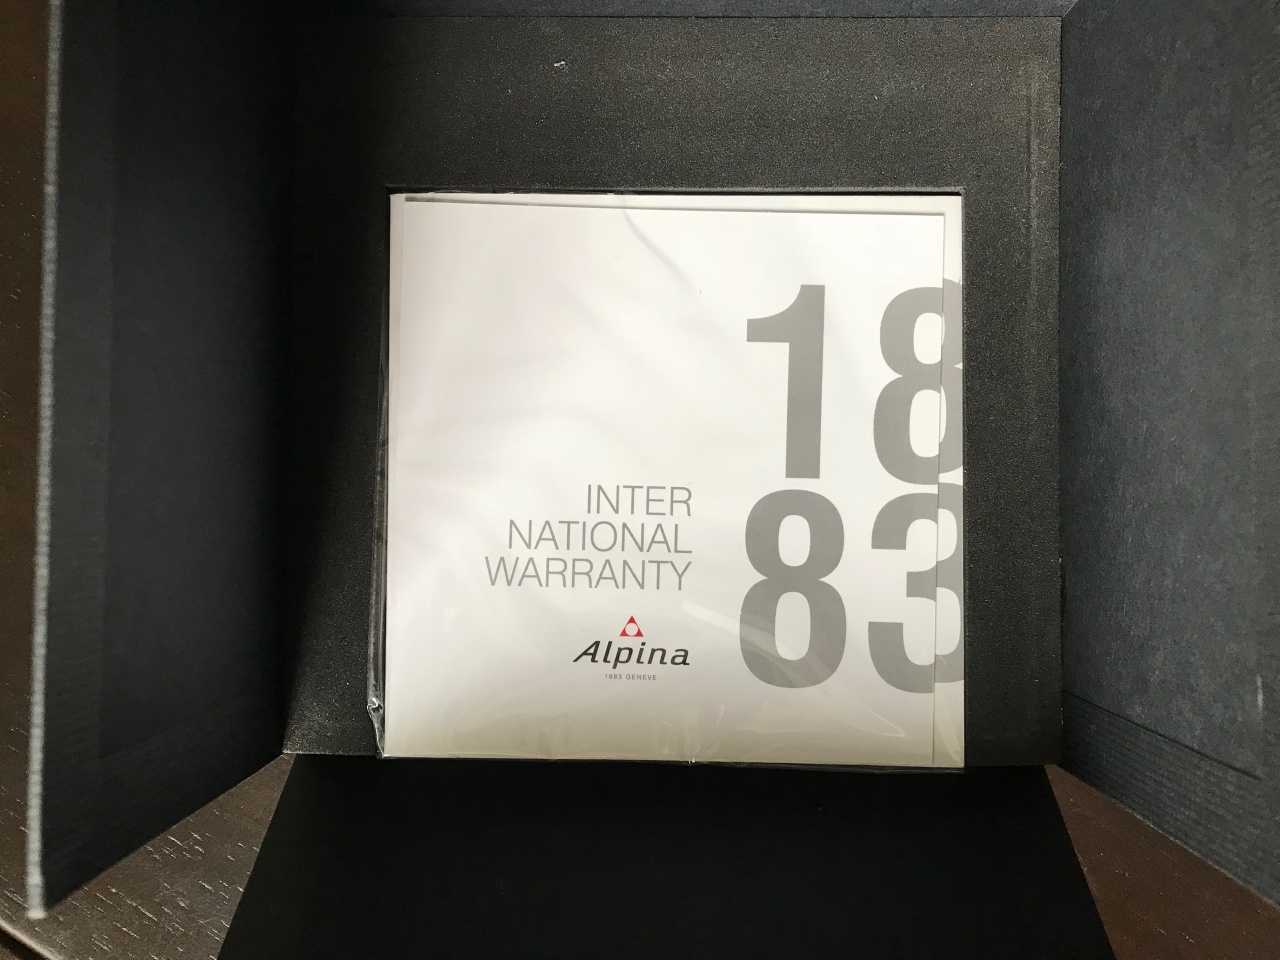 18
83
INTER
NATIONAL
WARRANTY
Alpina
1883 GENEVE